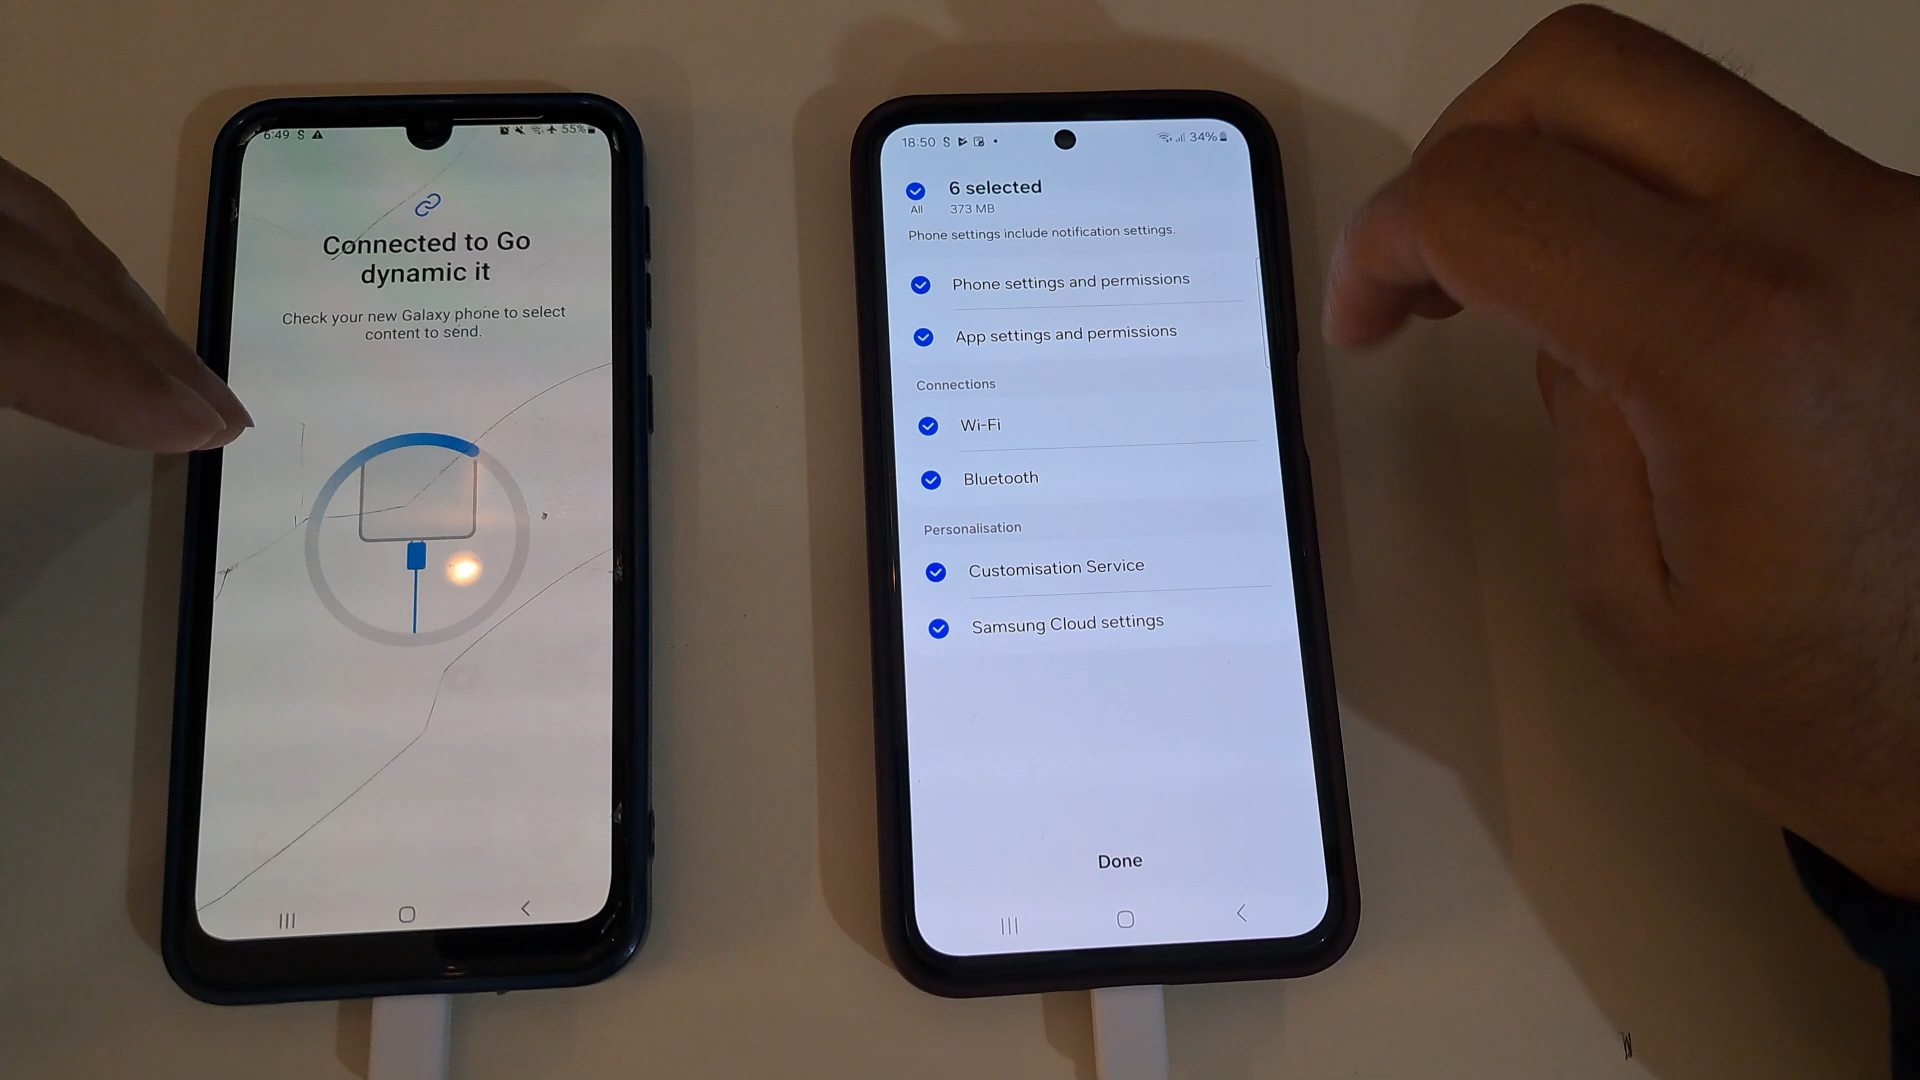 6:49 S
55%
Connected to Go
dynamic it
Check your new Galaxy phone to select
content to send.
18:50 S
34%
6 selected
All
373 MB
Phone settings include notification settings.
Phone settings and permissions
App settings and permissions
Connections
Wi-Fi
Bluetooth
Personalisation
Customisation Service
Samsung Cloud settings
Done